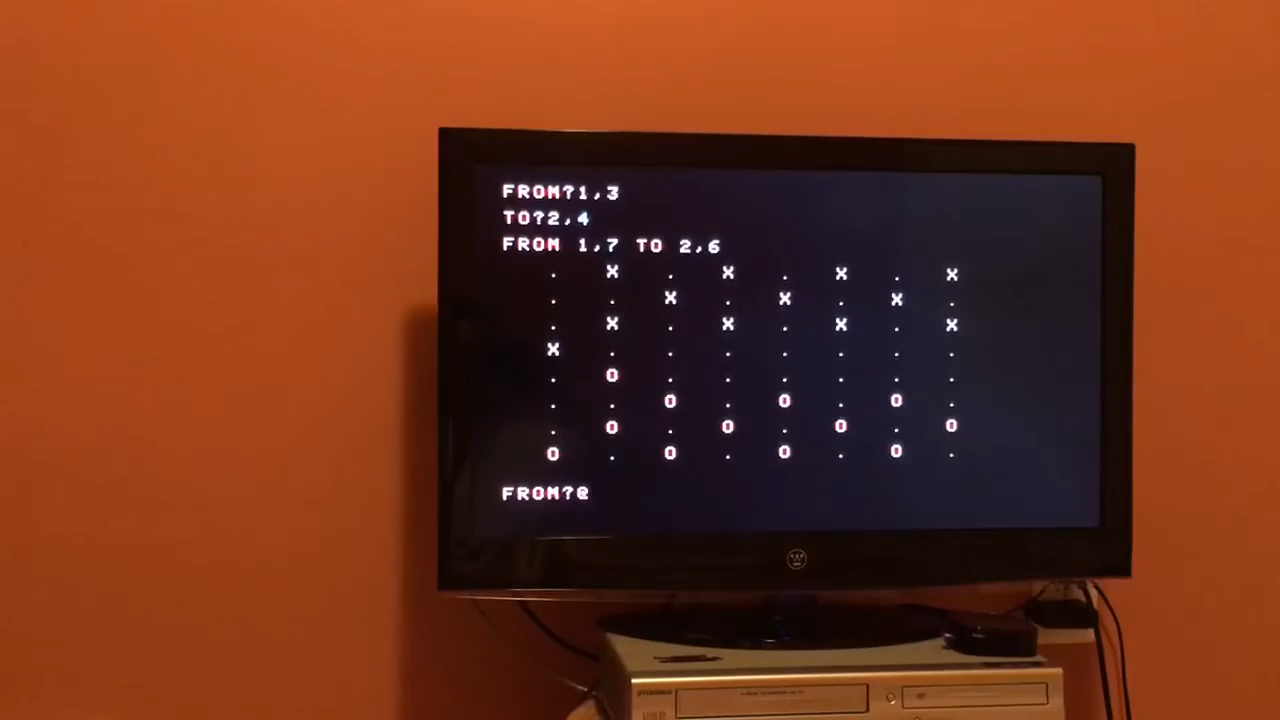 FROM?1,3
TO?2,4
FROM 1,7 TO 2,6
. X . X . X . X
. . X . X . X .
. X . X . X . X
X . . . . . . .
. O . . . . . .
. . O . O . O .
. O . O . O . O
O . O . O . O .
FROM?@